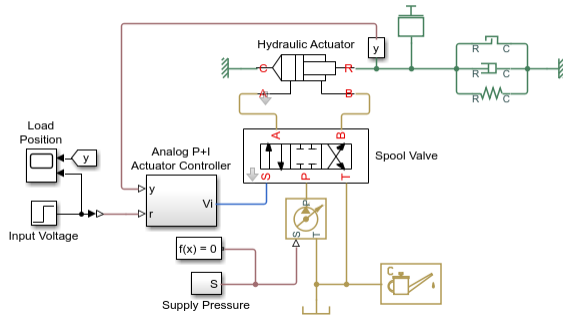 Hydraulic Actuator
y
C
R
A
B
R
C
R
C
R
C
Load
Position
y
Analog P+I
Actuator Controller
A
B
Spool Valve
S
P
T
y
r
Vi
Input Voltage
P
S
T
f(x) = 0
S
Supply Pressure
C